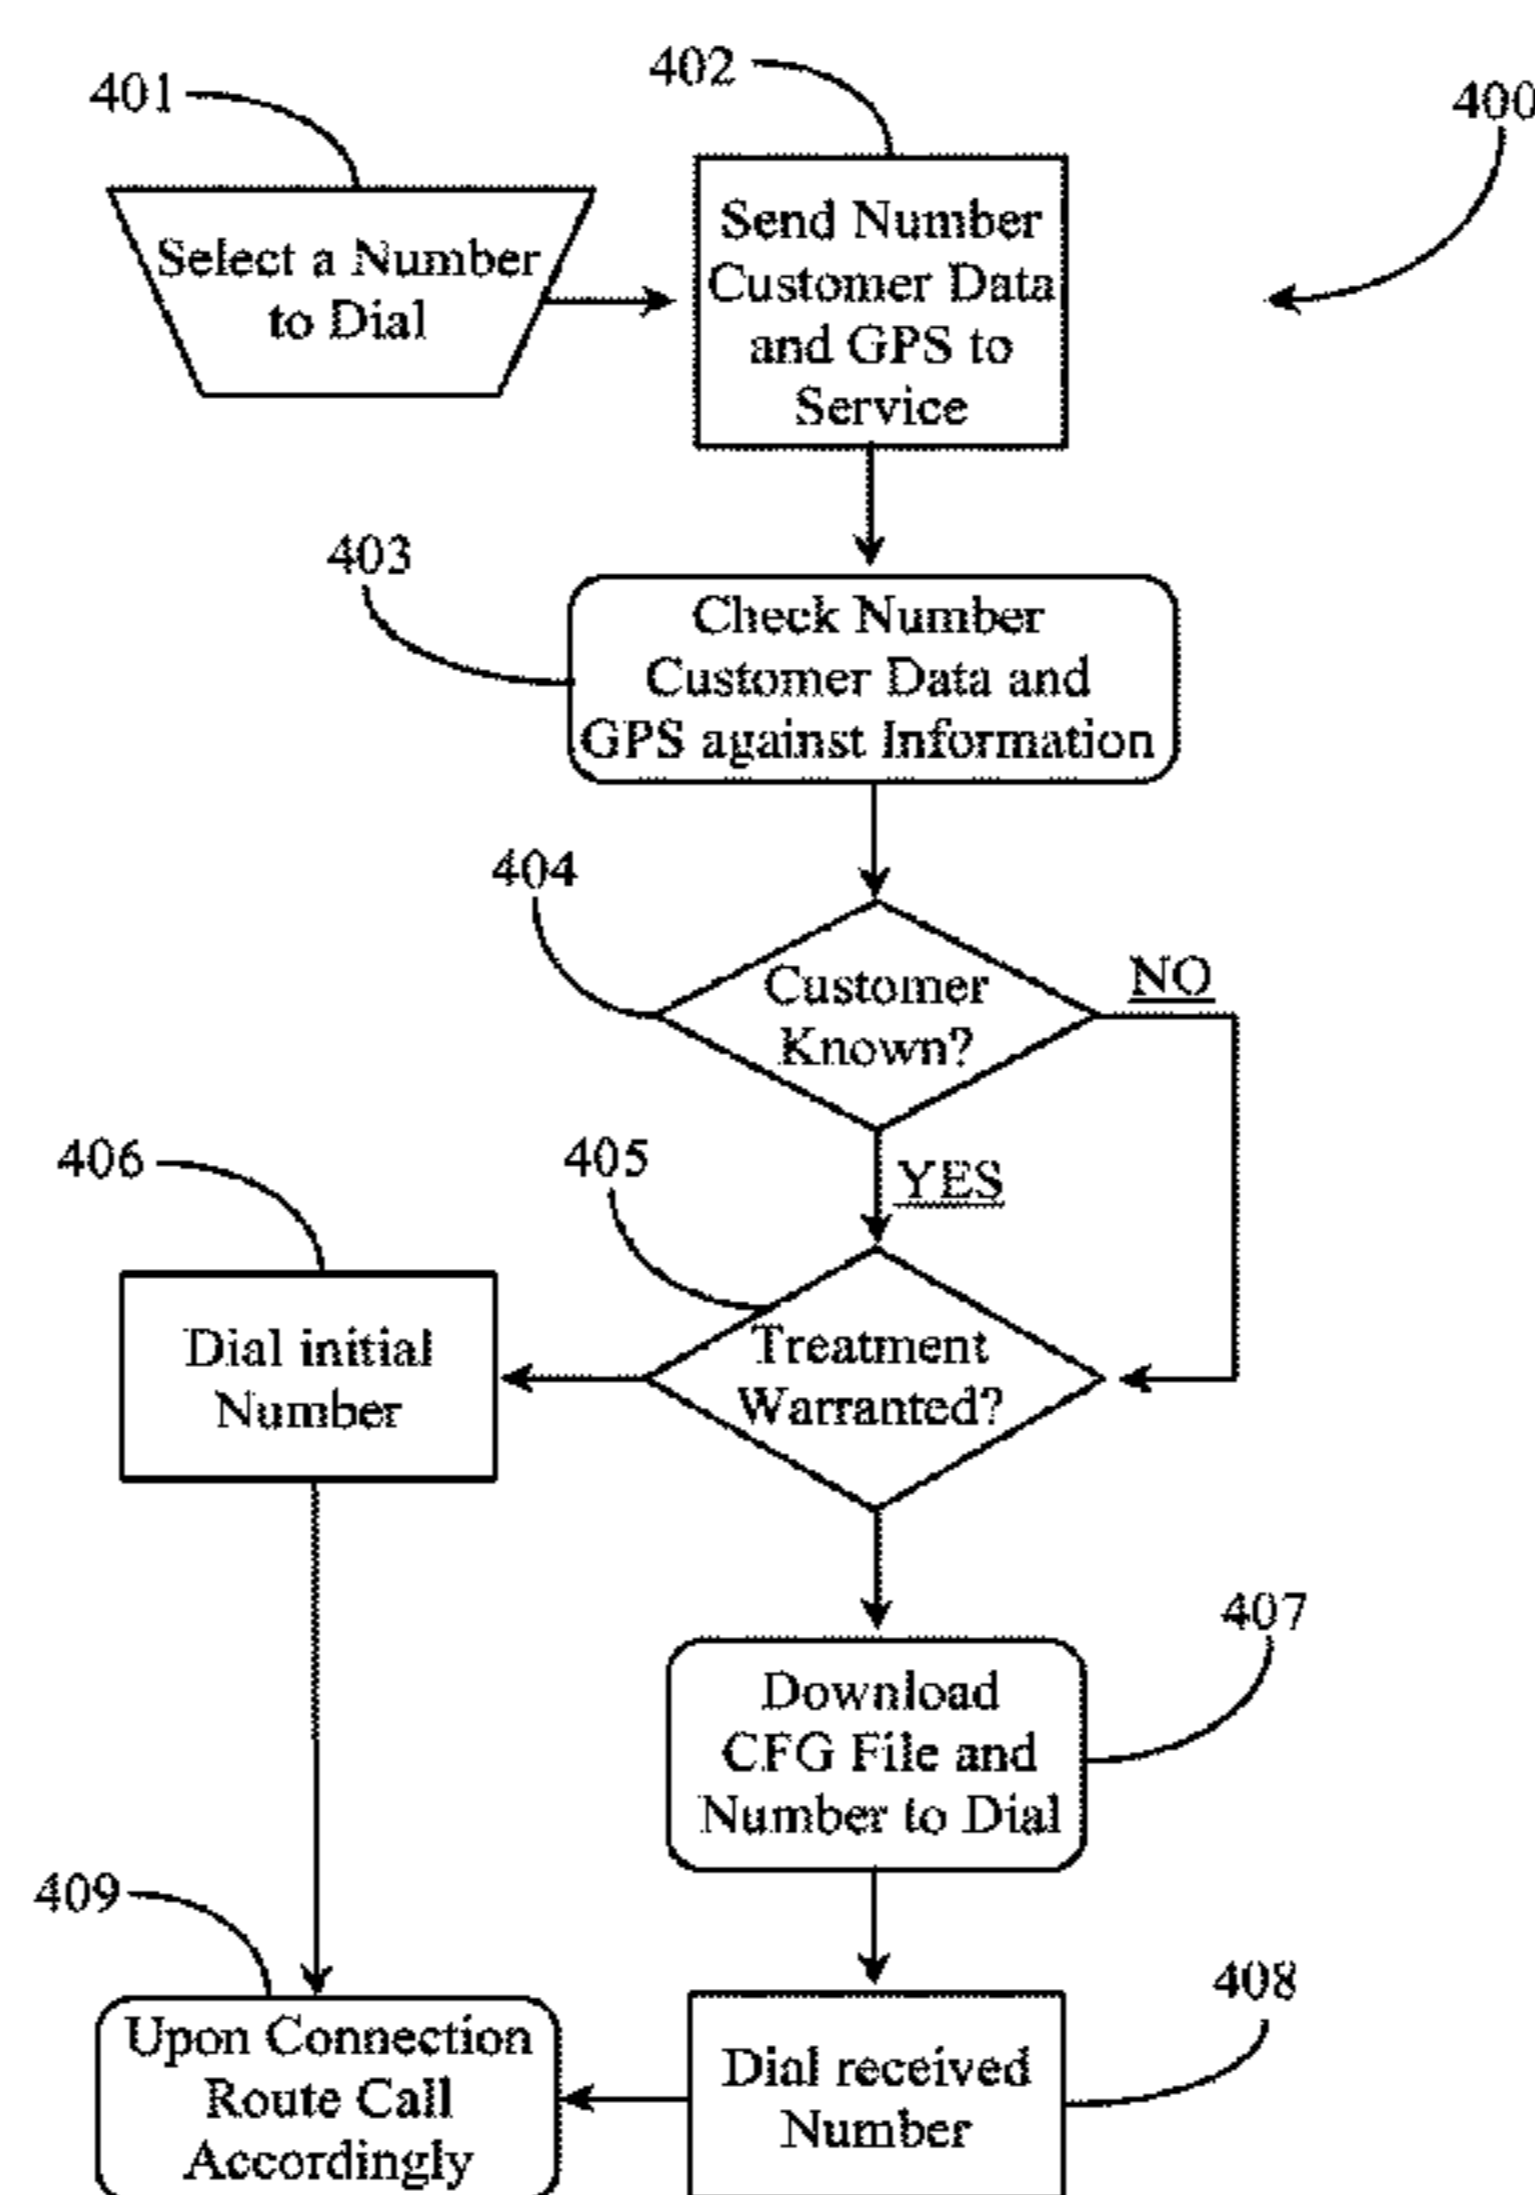 401
402
400
Select a Number
to Dial
Send Number
Customer Data
and GPS to
Service
403
Check Number
Customer Data and
GPS against Information
404
Customer
Known?
NO
YES
406
405
Dial initial
Number
Treatment
Warranted?
407
Download
CFG File and
Number to Dial
409
408
Upon Connection
Route Call
Accordingly
Dial received
Number